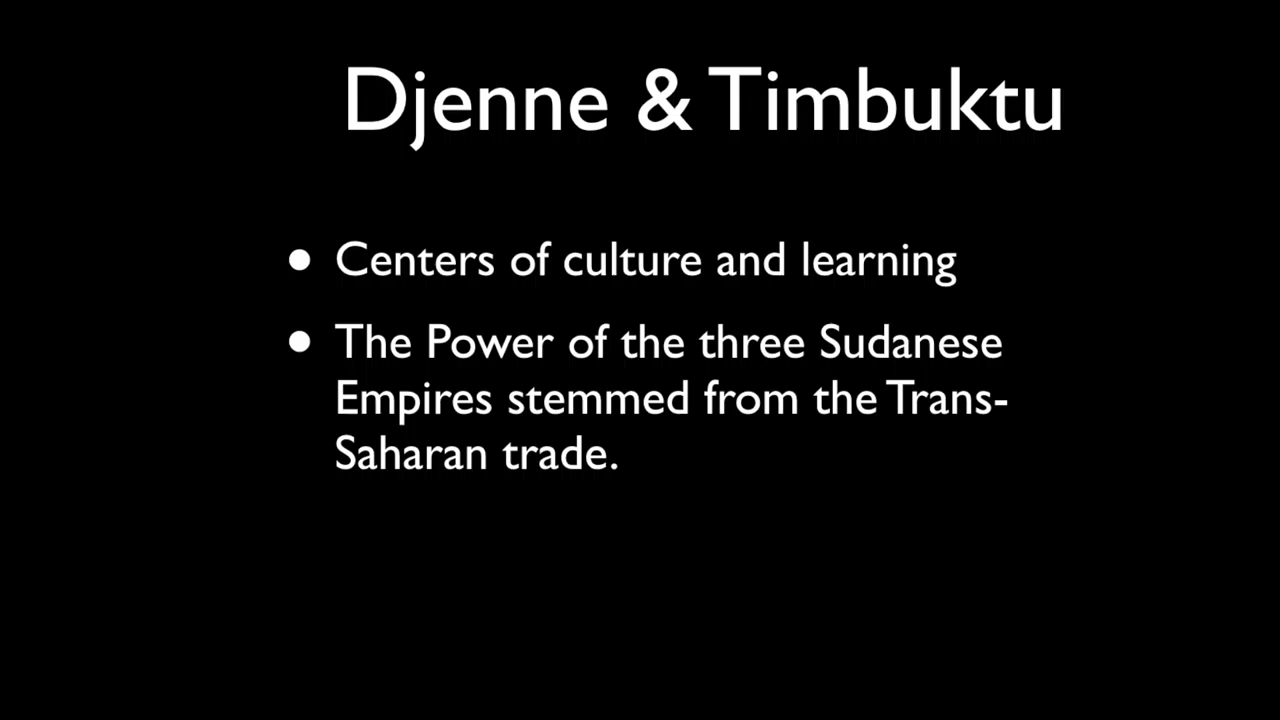 Djenne & Timbuktu
• Centers of culture and learning
• The Power of the three Sudanese
Empires stemmed from the Trans-
Saharan trade.